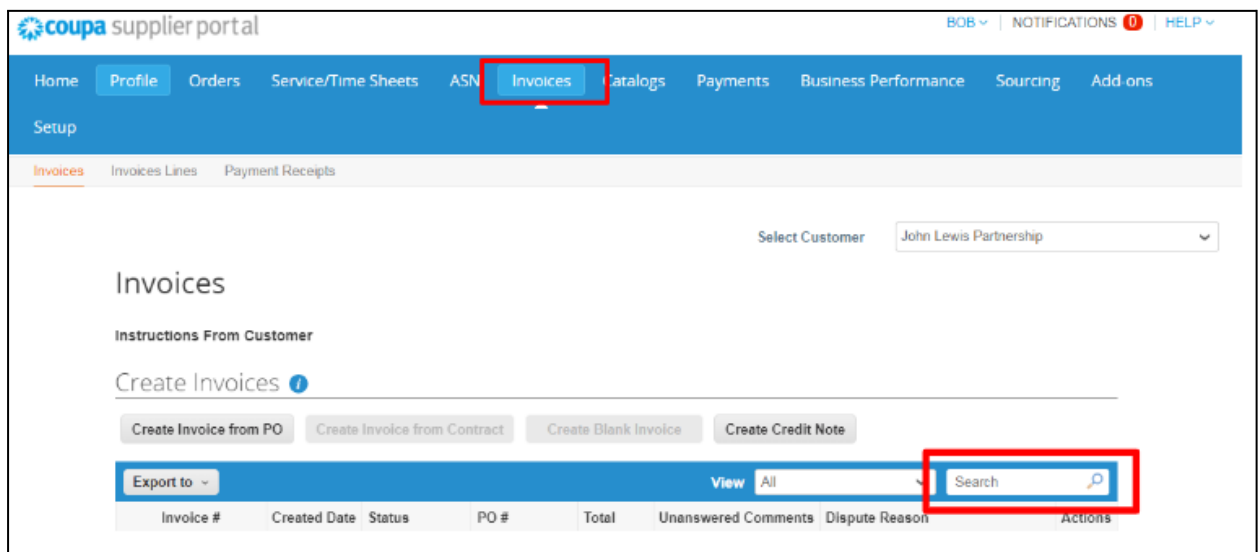 coupa supplier portal
BOB NOTIFICATIONS 0 HELP
Home Profile Orders Service/Time Sheets ASN Invoices Catalogs Payments Business Performance Sourcing Add-ons
Setup
Invoices Invoices Lines Payment Receipts
Select Customer John Lewis Partnership
Invoices
Instructions From Customer
Create Invoices i
Create Invoice from PO Create Invoice from Contract Create Blank Invoice Create Credit Note
Export to View All Search
Invoice # Created Date Status PO # Total Unanswered Comments Dispute Reason Actions